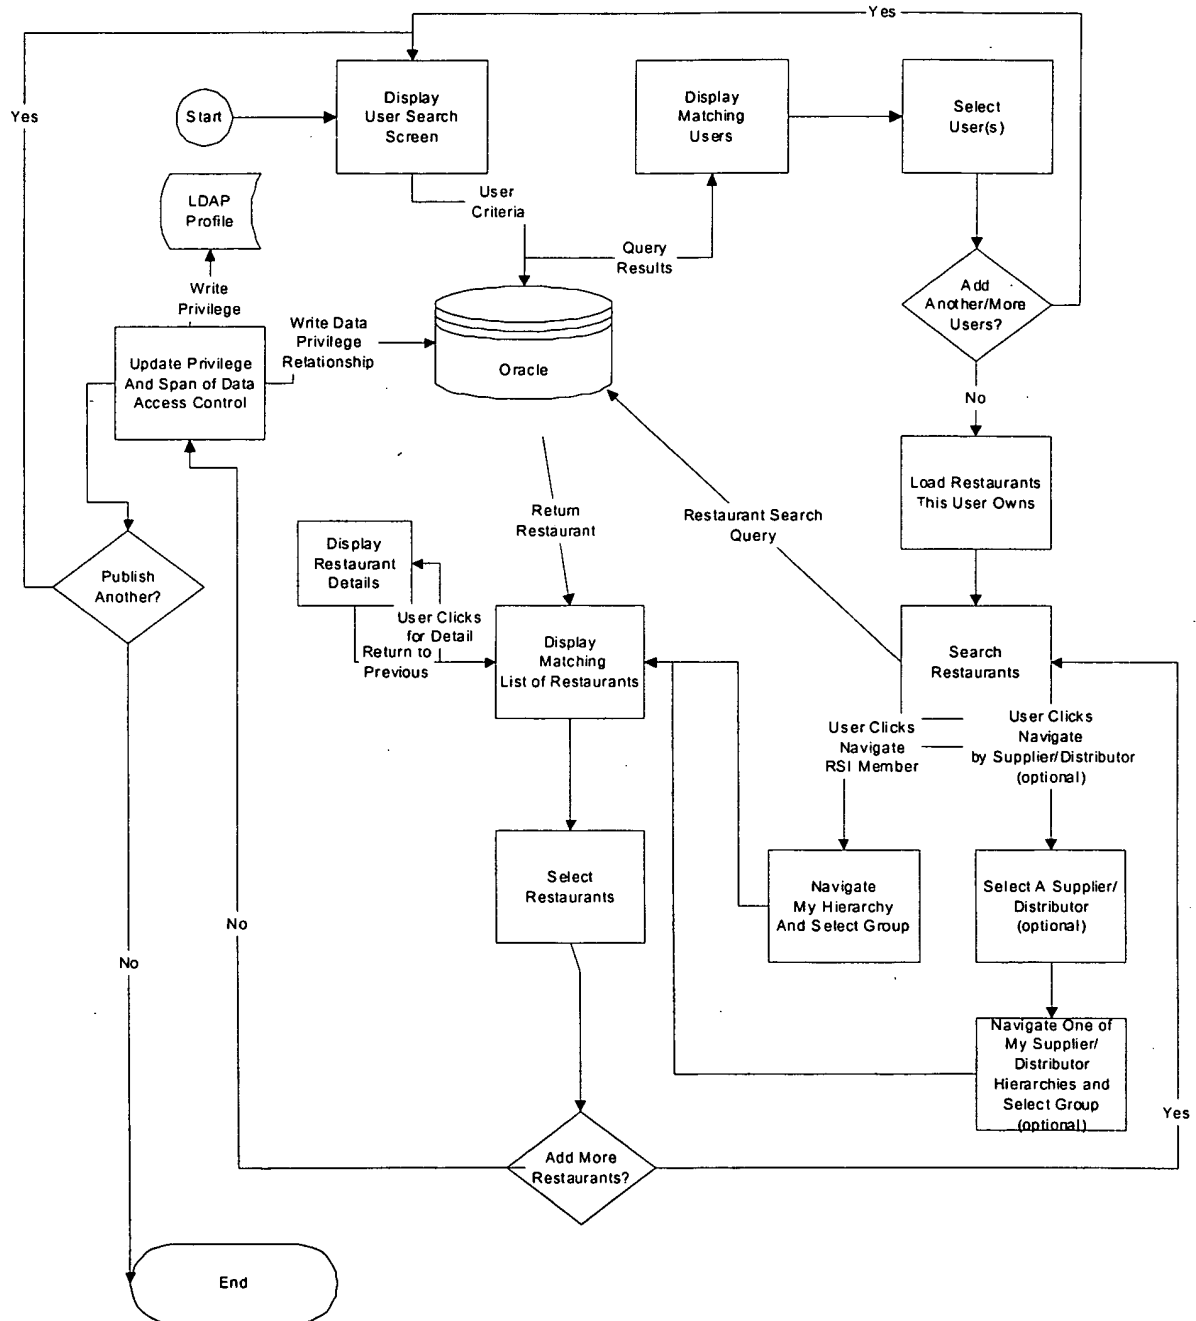 Yes
Yes
Start
Display
User Search
Screen
Display
Matching
Users
Select
User(s)
LDAP
Profile
User
Criteria
Query
Results
Add
Another/More
Users?
Write
Privilege
Write Data
Privilege
Relationship
Oracle
Update Privilege
And Span of Data
Access Control
No
Load Restaurants
This User Owns
Return
Restaurant
Restaurant Search
Query
Display
Restaurant
Details
Publish
Another?
User Clicks
for Detail
Return to
Previous
Display
Matching
List of Restaurants
Search
Restaurants
User Clicks
Navigate
RSI Member
User Clicks
Navigate
by Supplier/Distributor
(optional)
Select
Restaurants
Navigate
My Hierarchy
And Select Group
Select A Supplier/
Distributor
(optional)
No
No
Navigate One of
My Supplier/
Distributor
Hierarchies and
Select Group
(optional)
Yes
Add More
Restaurants?
End